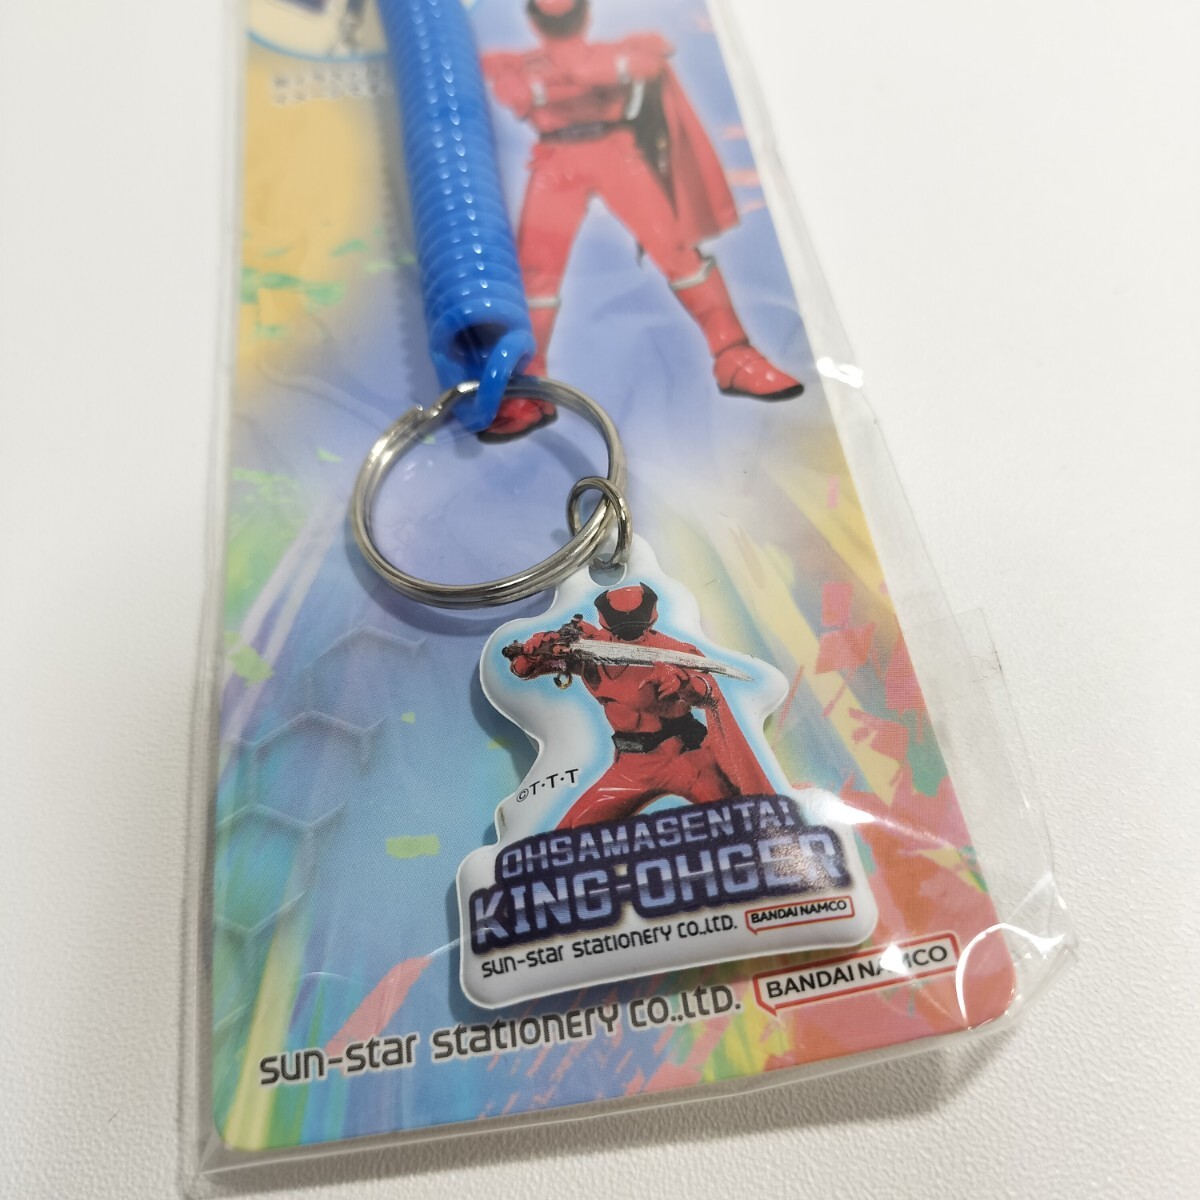 ©T·T·T
OHSAMASENTAI
KING-OHGER
sun-star stationery co.,ltd. BANDAI NAMCO
sun-star stationery co.,ltd. BANDAI NAMCO